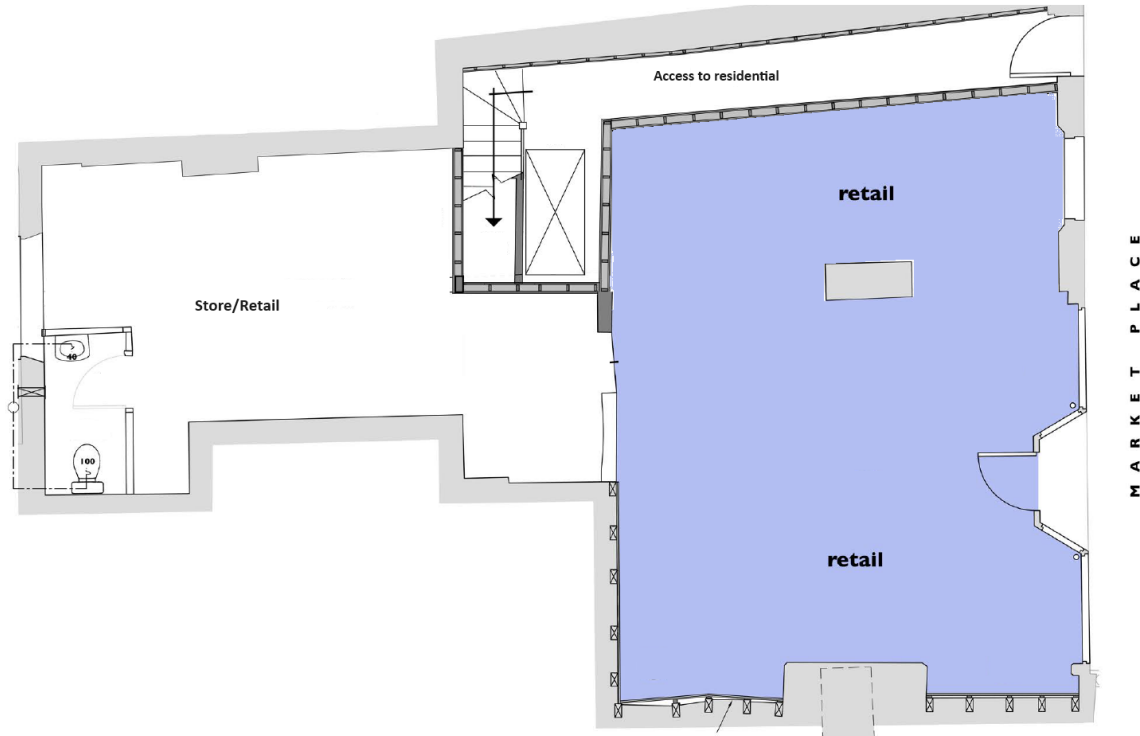 Access to residential
retail
MARKET PLACE
Store/Retail
40
100
retail